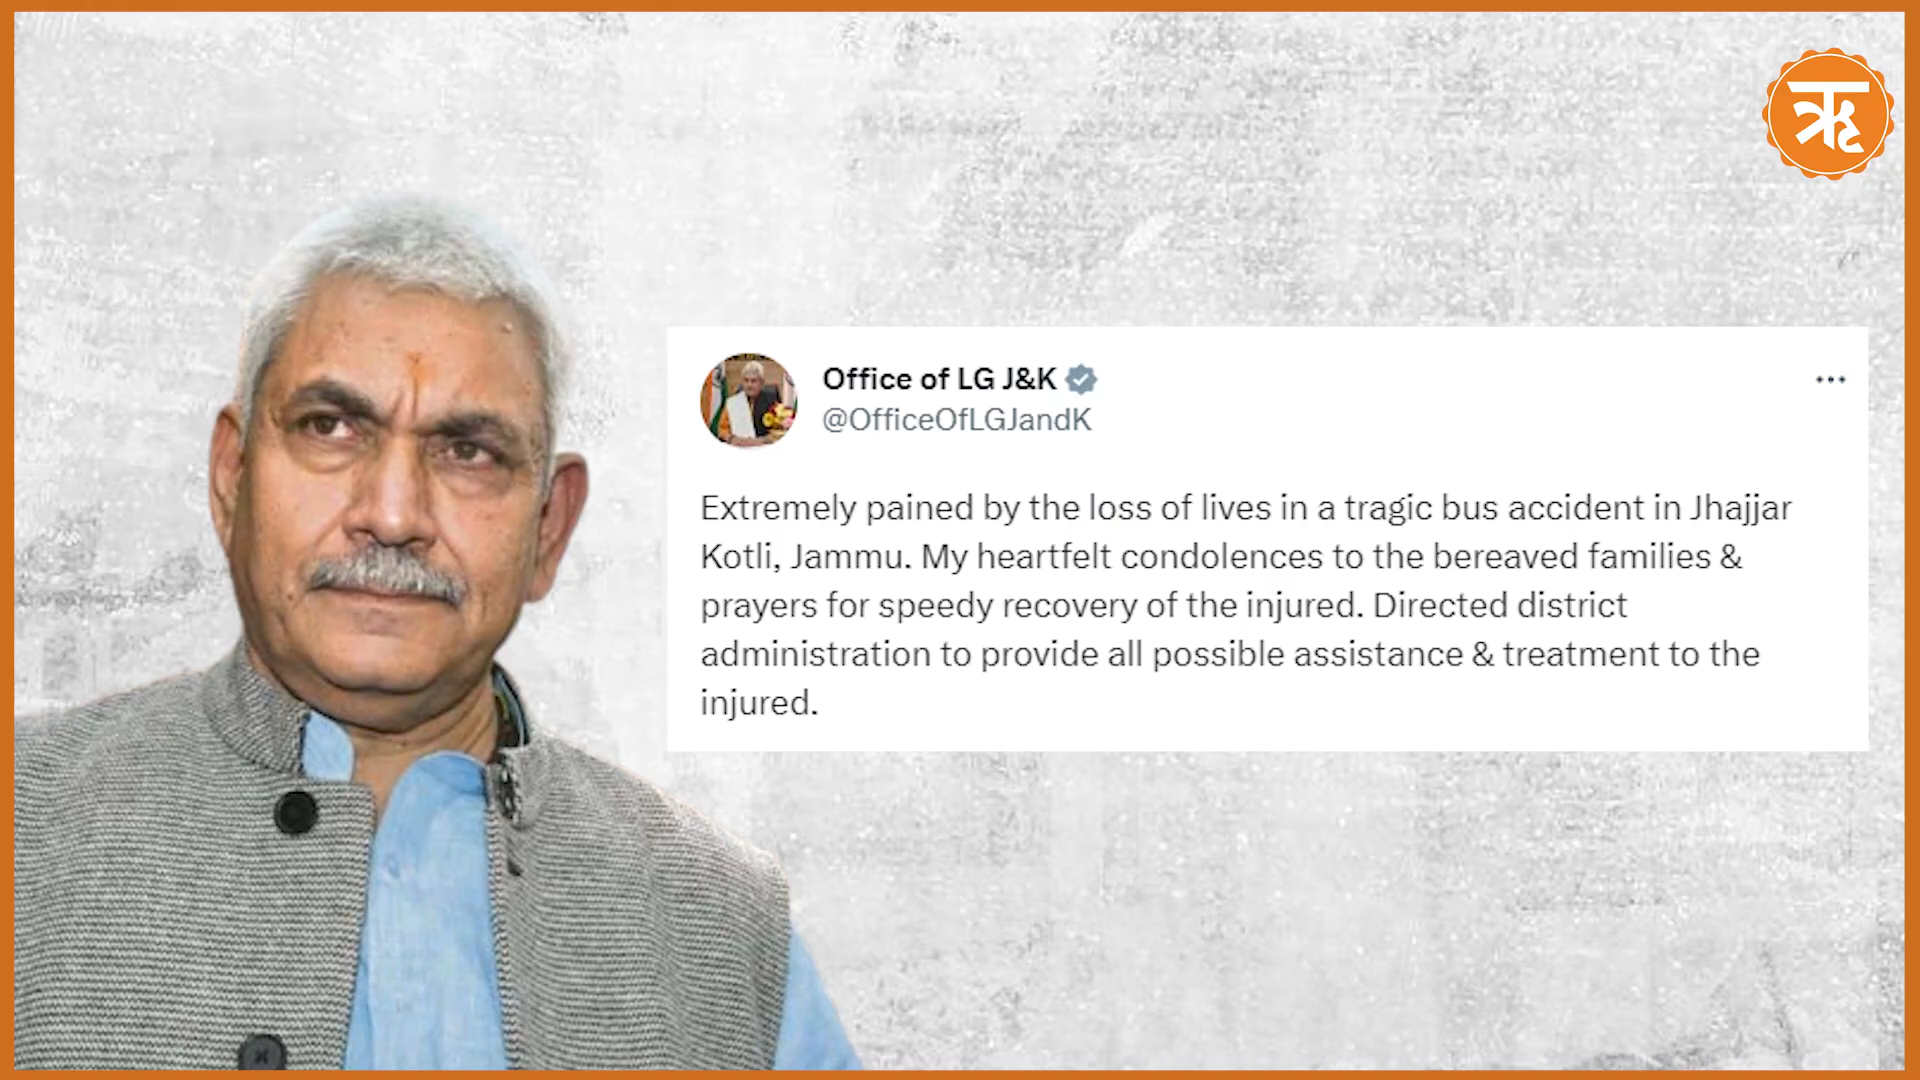 ऋ
Office of LG J&K
@OfficeOfLGJandK
Extremely pained by the loss of lives in a tragic bus accident in Jhajjar
Kotli, Jammu. My heartfelt condolences to the bereaved families &
prayers for speedy recovery of the injured. Directed district
administration to provide all possible assistance & treatment to the
injured.